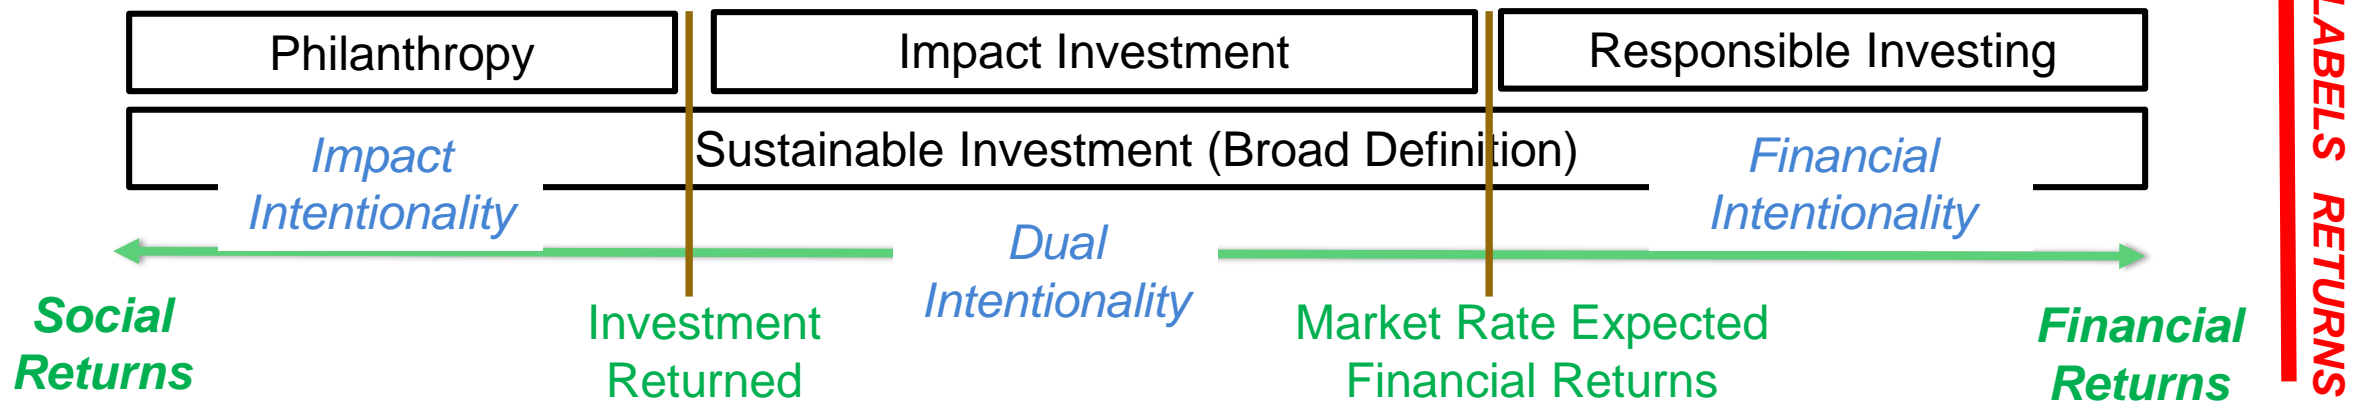 Philanthropy
Impact Investment
Responsible Investing
Sustainable Investment (Broad Definition)
Impact
Intentionality
Dual
Intentionality
Financial
Intentionality
Social
Returns
Investment
Returned
Market Rate Expected
Financial Returns
Financial
Returns
LABELS RETURNS